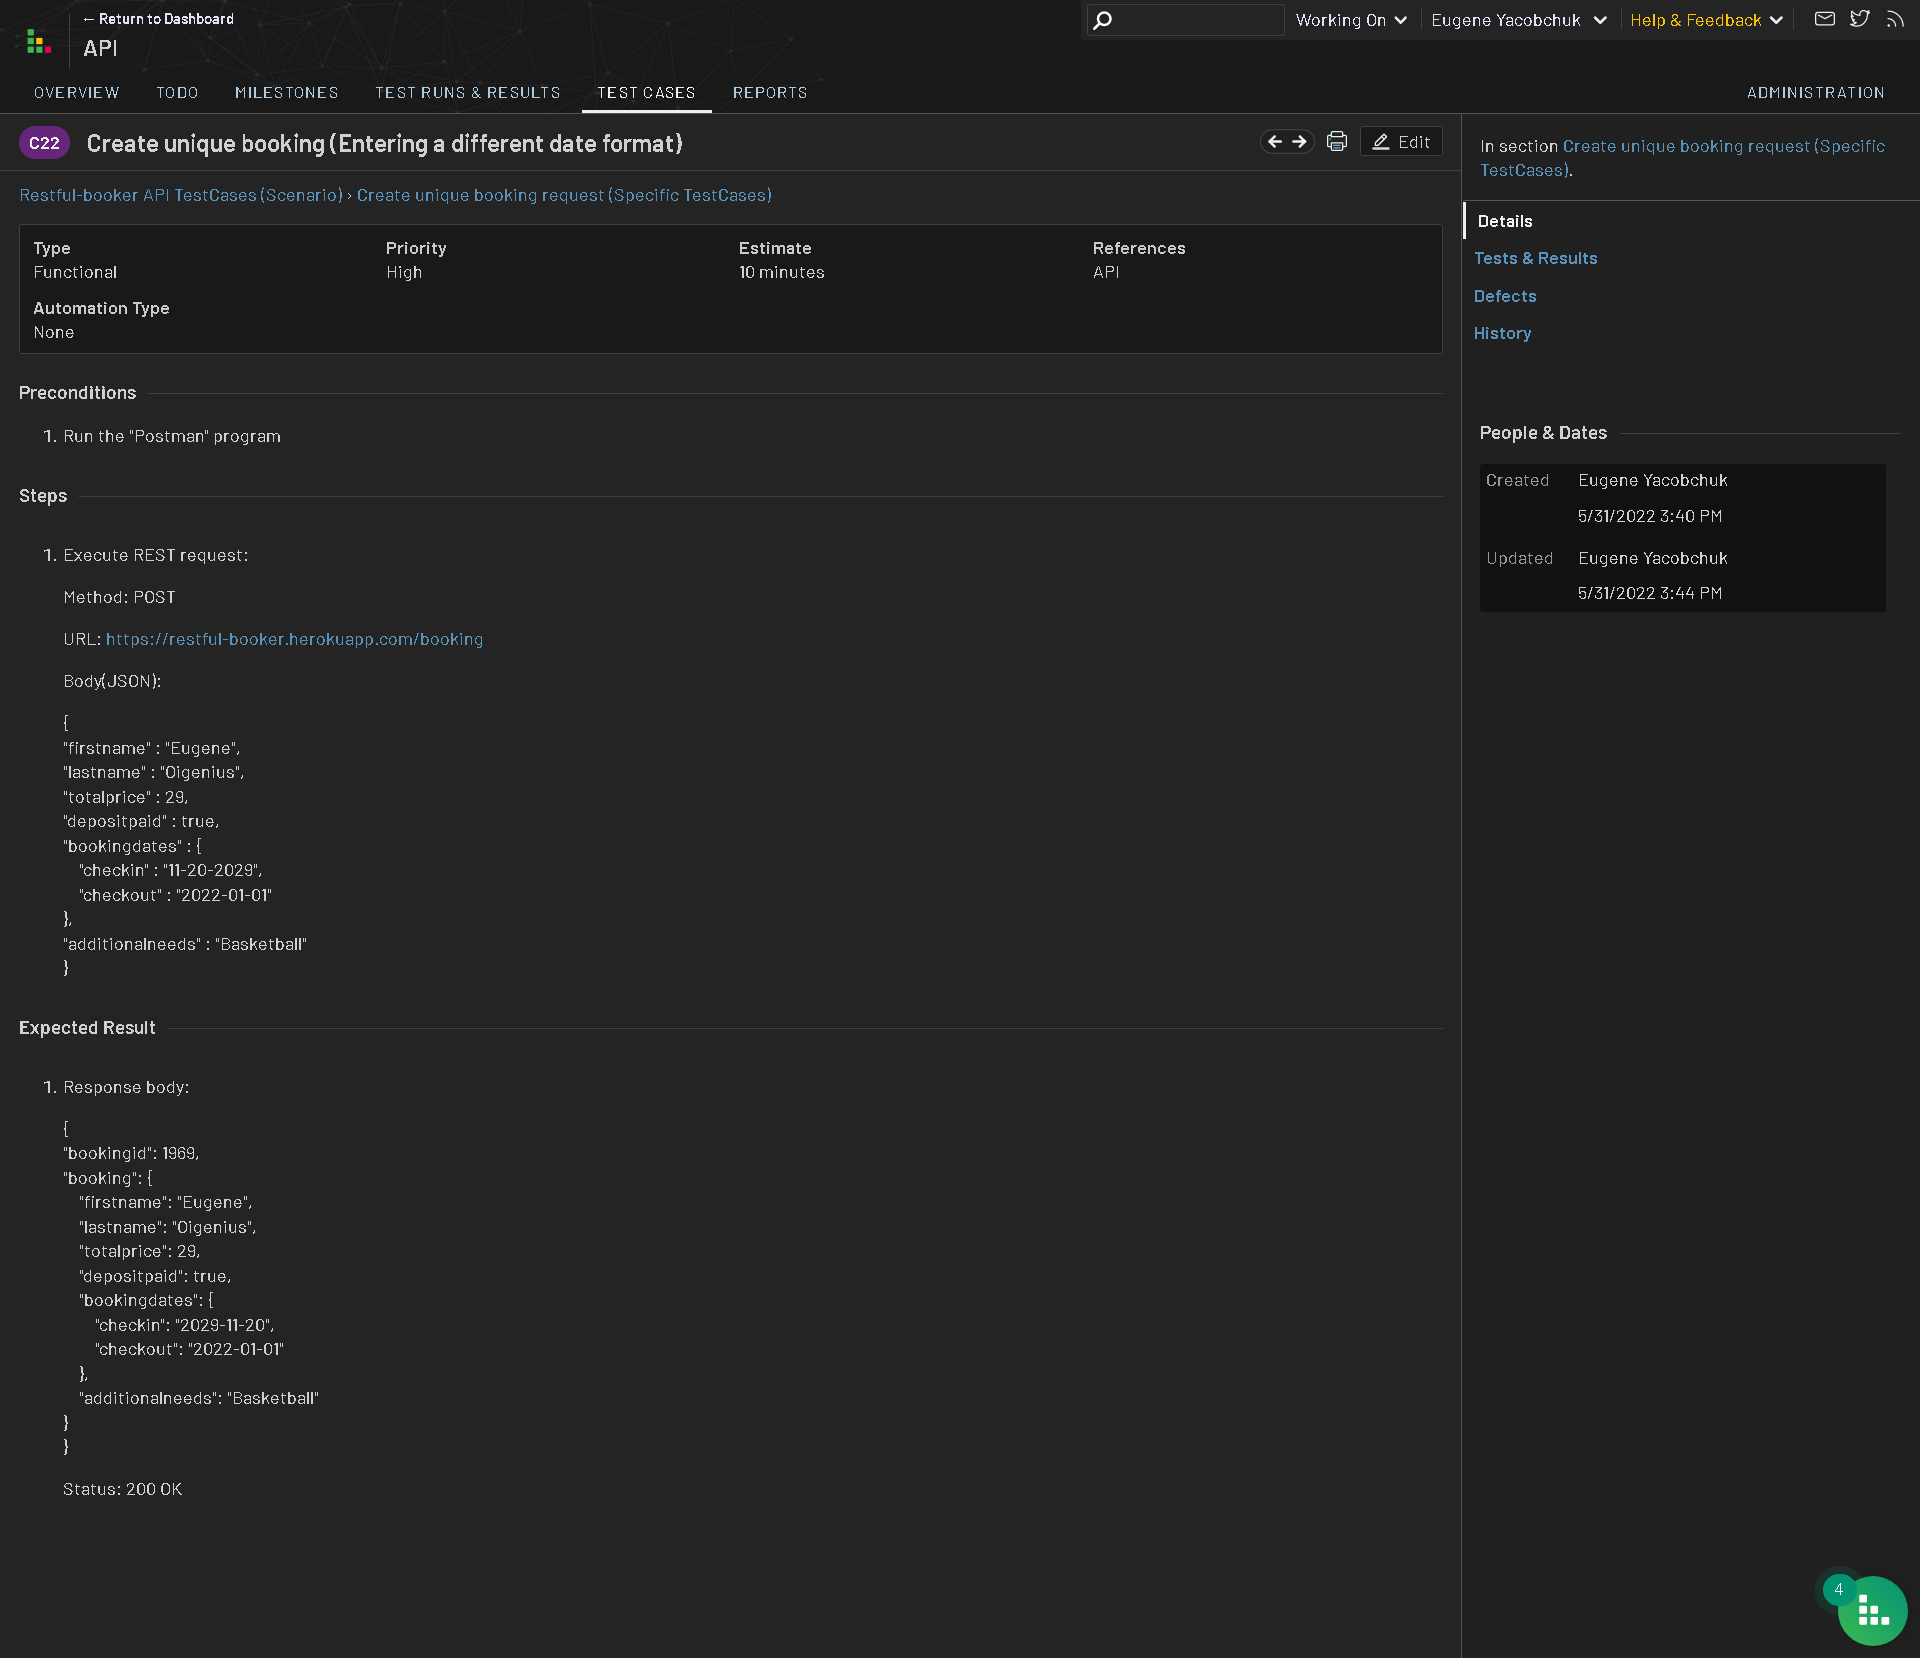 ← Return to Dashboard
API
Working On
Eugene Yacobchuk
Help & Feedback
OVERVIEW
TODO
MILESTONES
TEST RUNS & RESULTS
TEST CASES
REPORTS
ADMINISTRATION
C22
Create unique booking (Entering a different date format)
Edit
Restful-booker API TestCases (Scenario) › Create unique booking request (Specific TestCases)
Type
Functional
Priority
High
Estimate
10 minutes
References
API
Automation Type
None
Preconditions
1. Run the "Postman" program
Steps
1. Execute REST request:
Method: POST
URL: https://restful-booker.herokuapp.com/booking
Body(JSON):
{
"firstname" : "Eugene",
"lastname" : "Oigenius",
"totalprice" : 29,
"depositpaid" : true,
"bookingdates" : {
"checkin" : "11-20-2029",
"checkout" : "2022-01-01"
},
"additionalneeds" : "Basketball"
}
Expected Result
1. Response body:
{
"bookingid": 1969,
"booking": {
"firstname": "Eugene",
"lastname": "Oigenius",
"totalprice": 29,
"depositpaid": true,
"bookingdates": {
"checkin": "2029-11-20",
"checkout": "2022-01-01"
},
"additionalneeds": "Basketball"
}
}
Status: 200 OK
In section Create unique booking request (Specific
TestCases).
Details
Tests & Results
Defects
History
People & Dates
Created
Eugene Yacobchuk
5/31/2022 3:40 PM
Updated
Eugene Yacobchuk
5/31/2022 3:44 PM
4